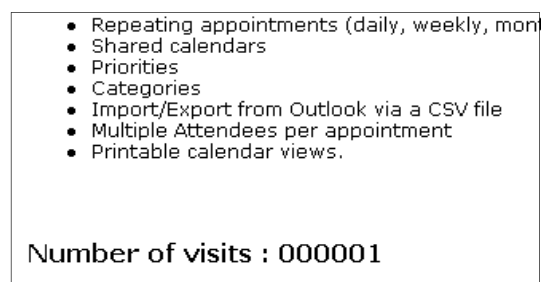 • Repeating appointments (daily, weekly,
• Shared calendars
• Priorities
• Categories
• Import/Export from Outlook via a CSV file
• Multiple Attendees per appointment
• Printable calendar views.
Number of visits : 000001